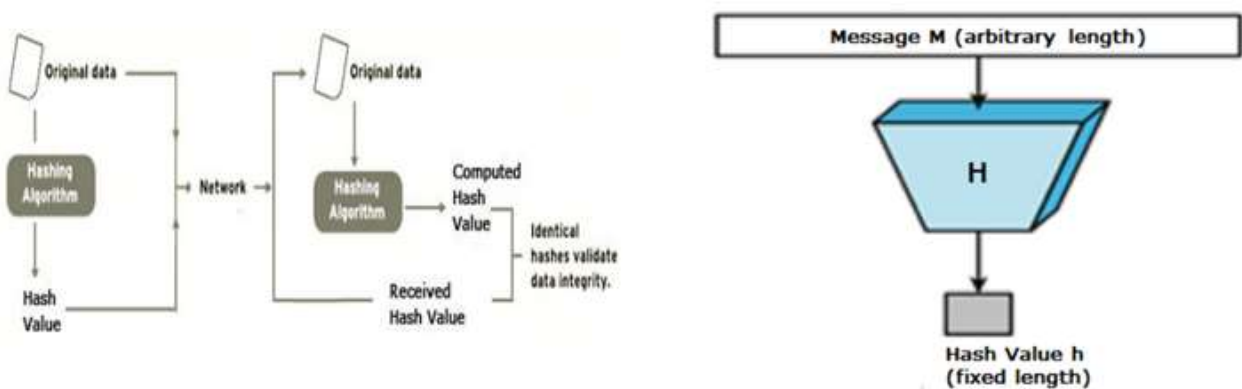 Original data
Hashing
Algorithm
Hash
Value
Network
Original data
Hashing
Algorithm
Computed
Hash
Value
Received
Hash Value
Identical
hashes validate
data integrity.
Message M (arbitrary length)
H
Hash Value h
(fixed length)